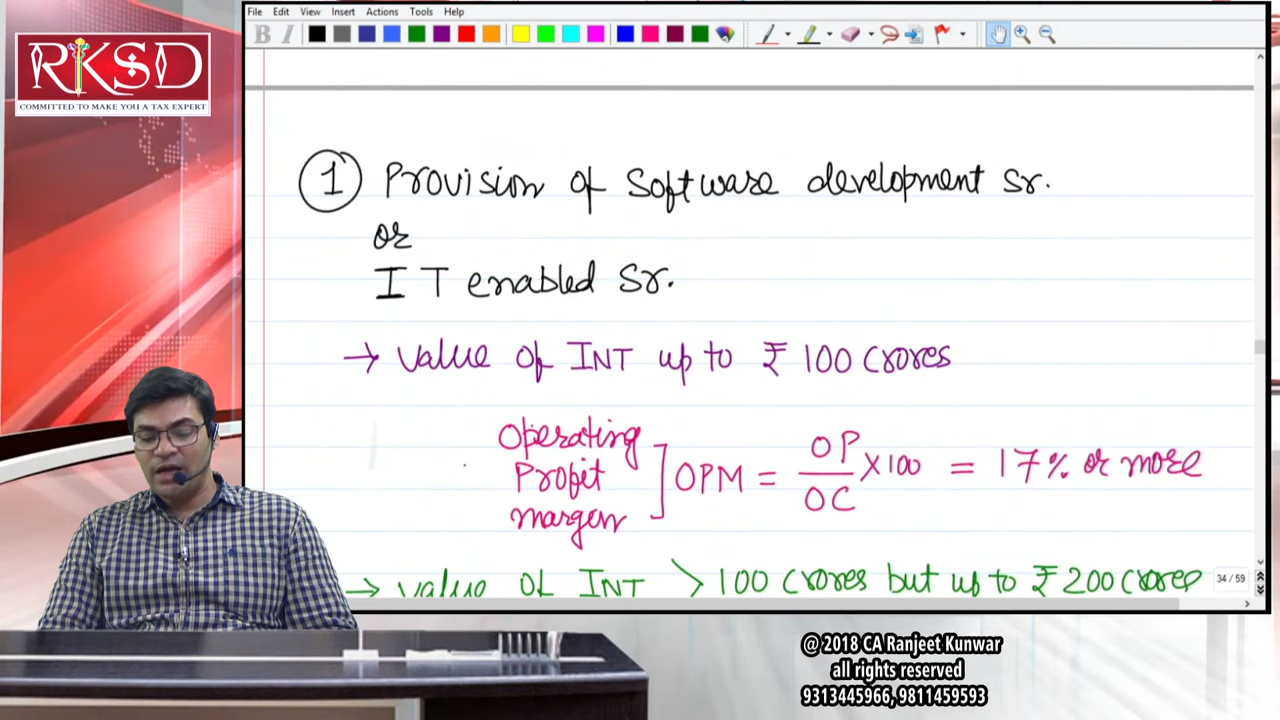 File Edit View Insert Actions Tools Help
B I
RKSD
COMMITTED TO MAKE YOU A TAX EXPERT
1 Provision of Software development Sr.
or
IT enabled Sr.
→ Value of INT up to ₹ 100 crores
Operating
Profit
margin
OPM = OP/OC × 100 = 17% or more
→ value of INT > 100 crores but up to ₹ 200 crores
34 / 59
@ 2018 CA Ranjeet Kunwar
all rights reserved
9313445966, 9811459593